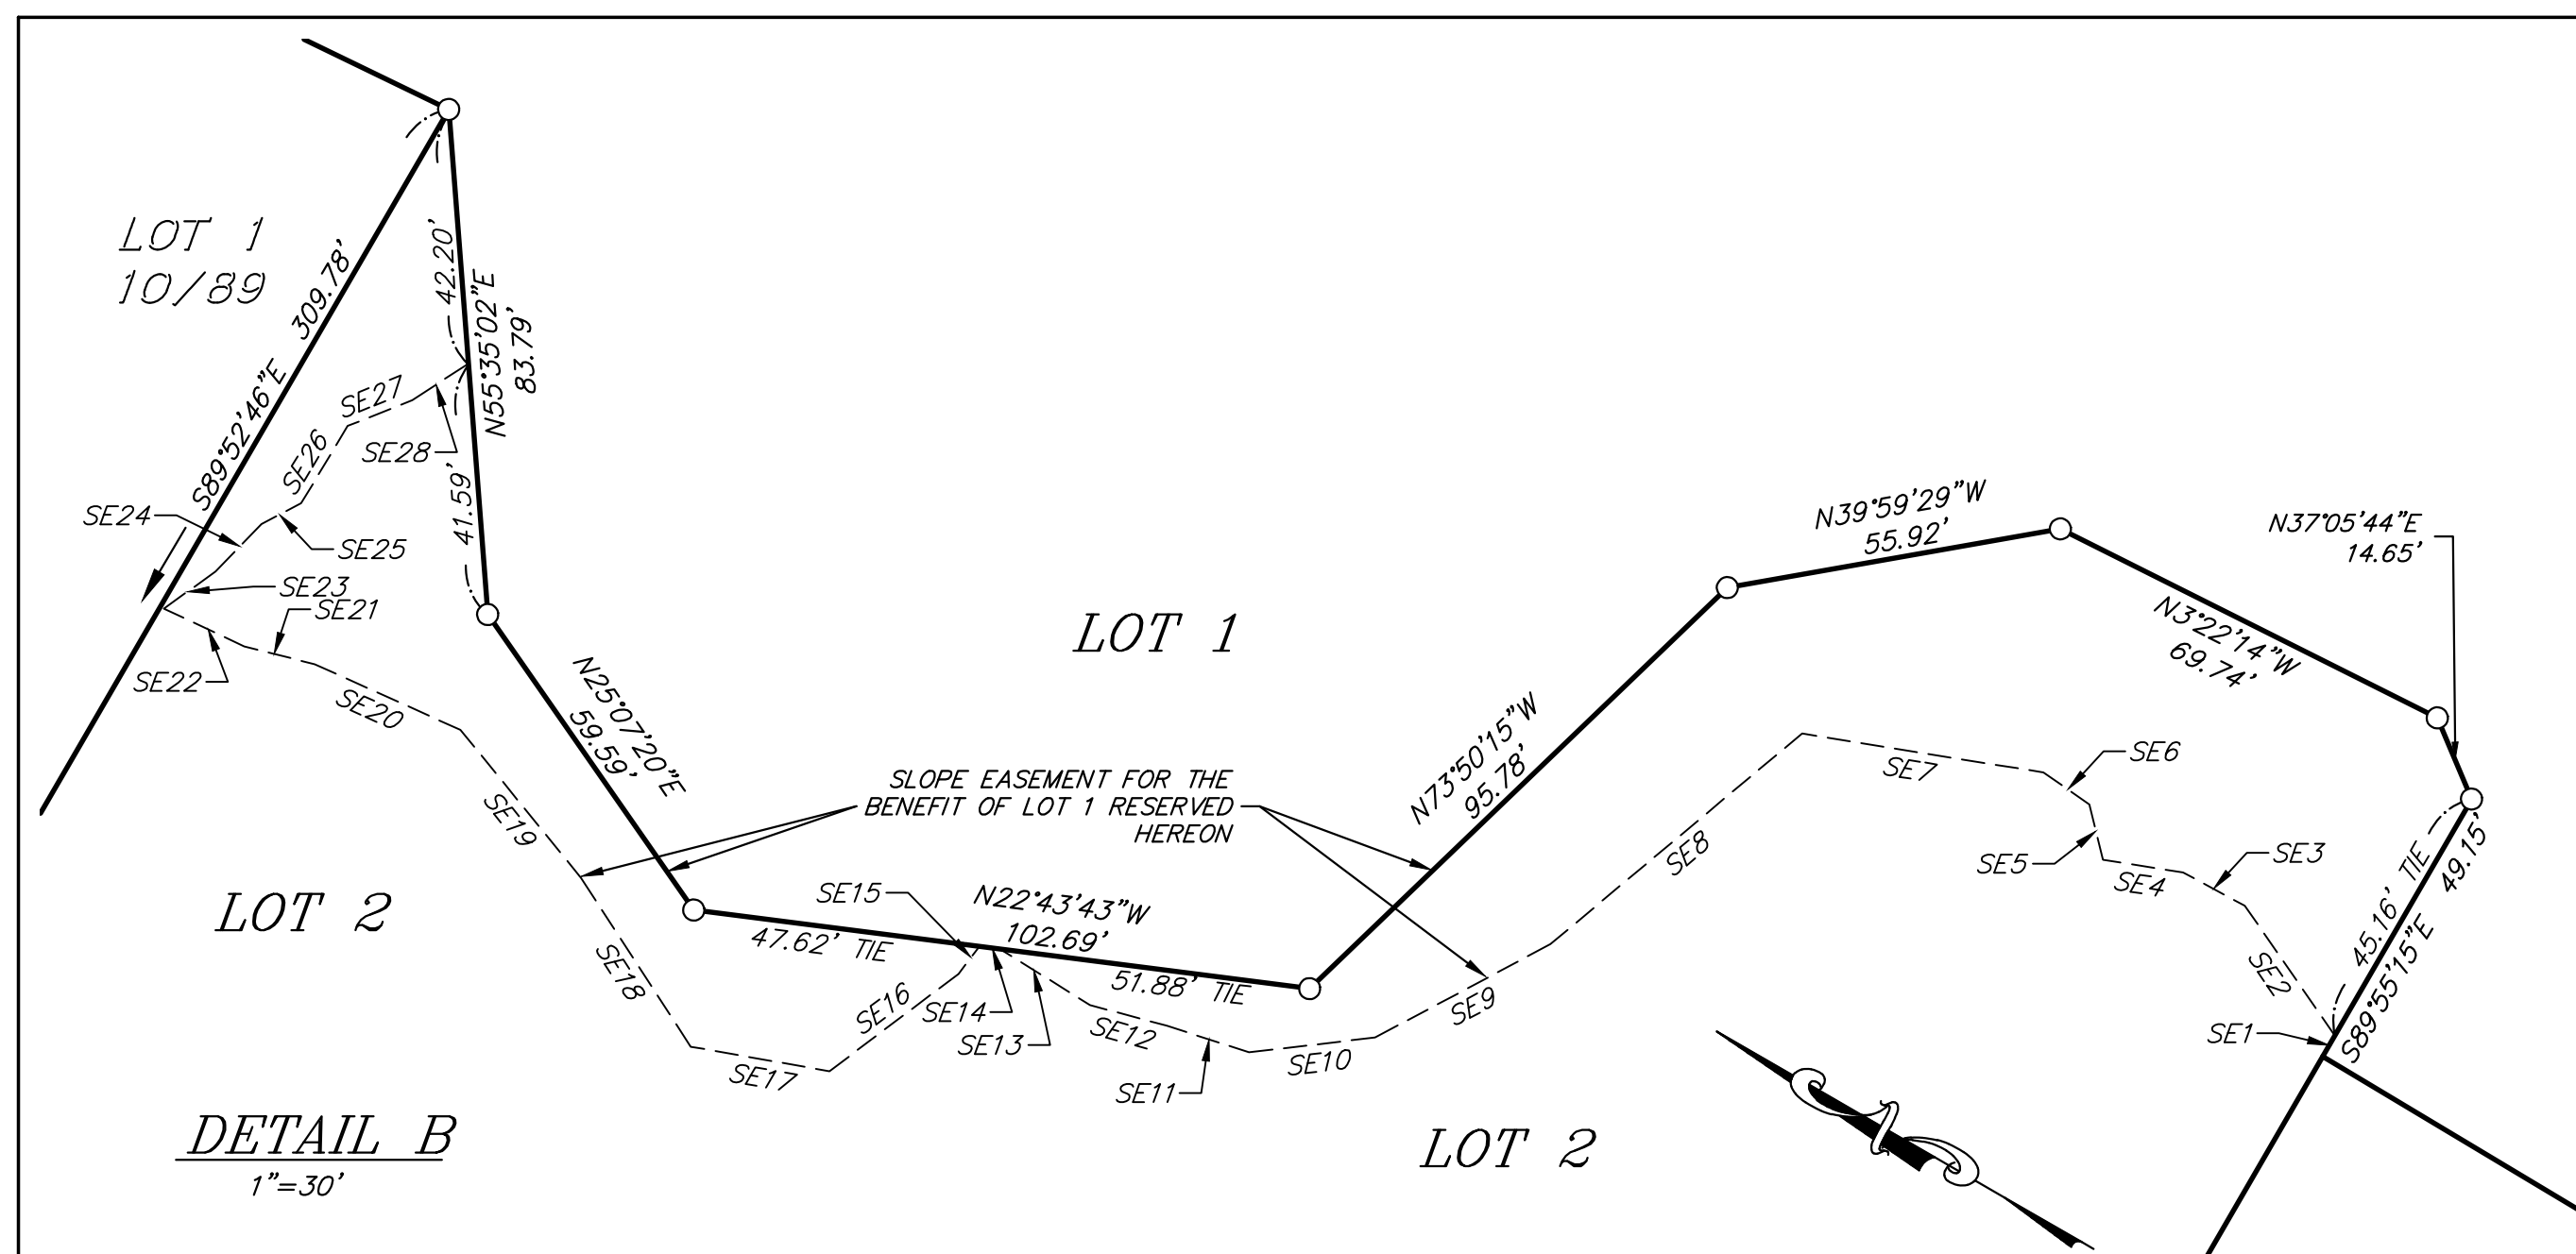 LOT 1
10/89
S89°52'46"E 309.78'
42.20'
N55°35'02"E
83.79'
41.59'
SE27
SE28
SE26
SE24
SE25
SE23
SE21
SE22
SE20
SE19
SE18
SE17
SE16
SE15
SE14
SE13
SE12
SE11
SE10
SE9
SE8
SE7
SE6
SE5
SE4
SE3
SE2
SE1
N25°07'20"E
59.59'
LOT 1
SLOPE EASEMENT FOR THE
BENEFIT OF LOT 1 RESERVED
HEREON
N22°43'43"W
102.69'
47.62' TIE
51.88' TIE
N73°50'15"W
95.78'
N39°59'29"W
55.92'
N3°22'14"W
69.74'
N37°05'44"E
14.65'
45.16' TIE
S89°55'15"E 49.15'
LOT 2
LOT 2
DETAIL B
1"=30'